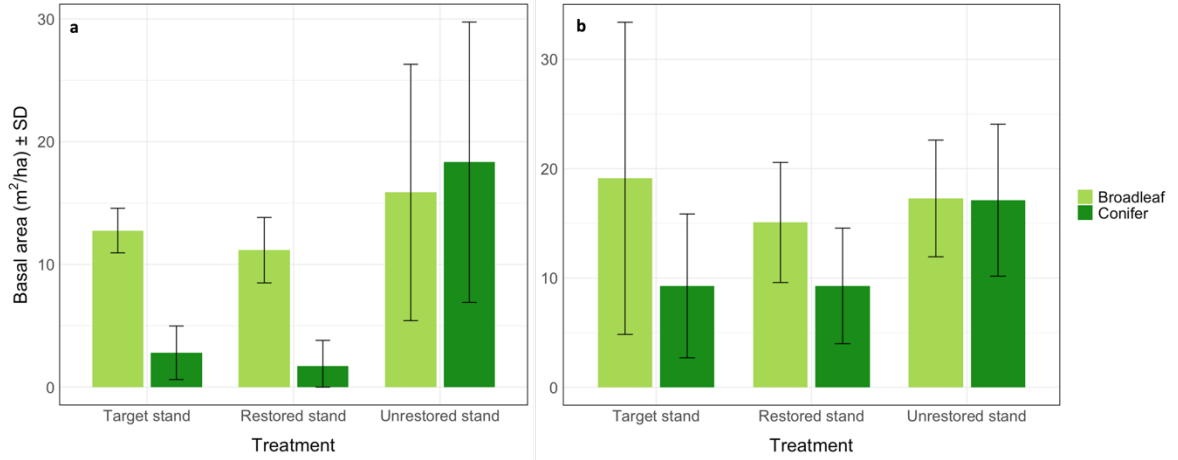 a
30
20
10
0
Basal area (m²/ha) ± SD
Target stand Restored stand Unrestored stand
Treatment
b
30
20
10
0
Target stand Restored stand Unrestored stand
Treatment
Broadleaf
Conifer